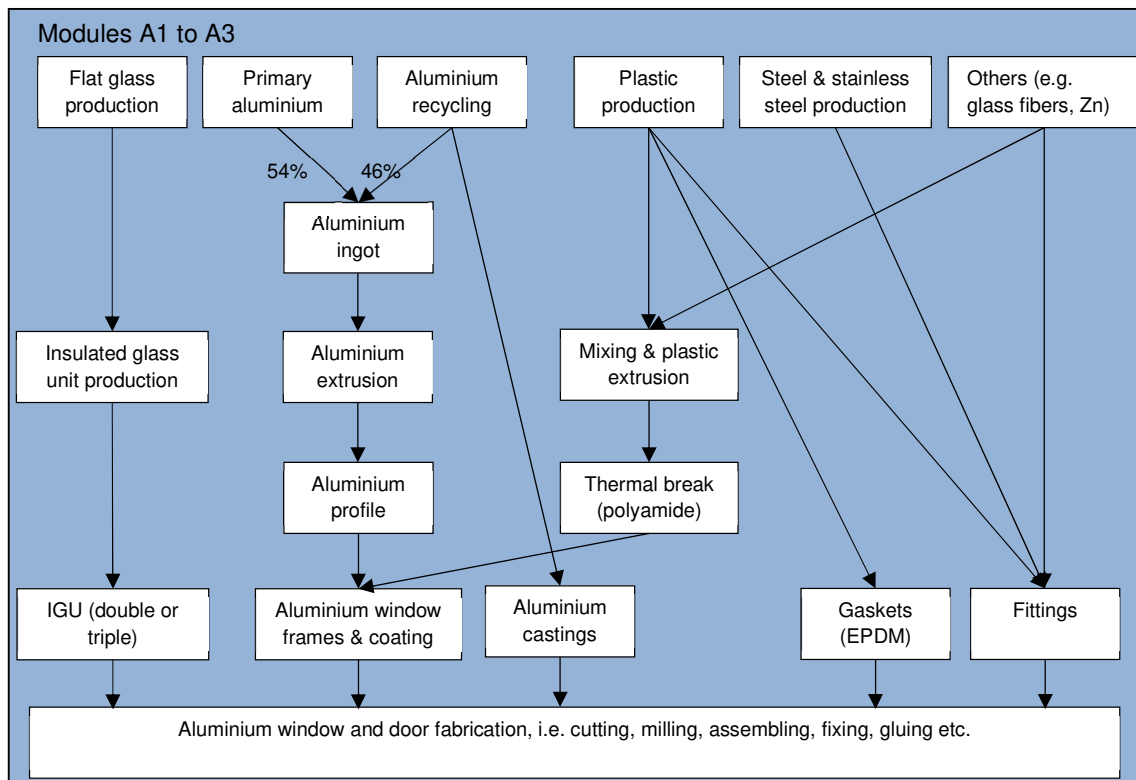 Modules A1 to A3
Flat glass
production
Primary
aluminium
Aluminium
recycling
Plastic
production
Steel & stainless
steel production
Others (e.g.
glass fibers, Zn)
54%
46%
Aluminium
ingot
Insulated glass
unit production
Aluminium
extrusion
Mixing & plastic
extrusion
Aluminium
profile
Thermal break
(polyamide)
IGU (double or
triple)
Aluminium window
frames & coating
Aluminium
castings
Gaskets
(EPDM)
Fittings
Aluminium window and door fabrication, i.e. cutting, milling, assembling, fixing, gluing etc.